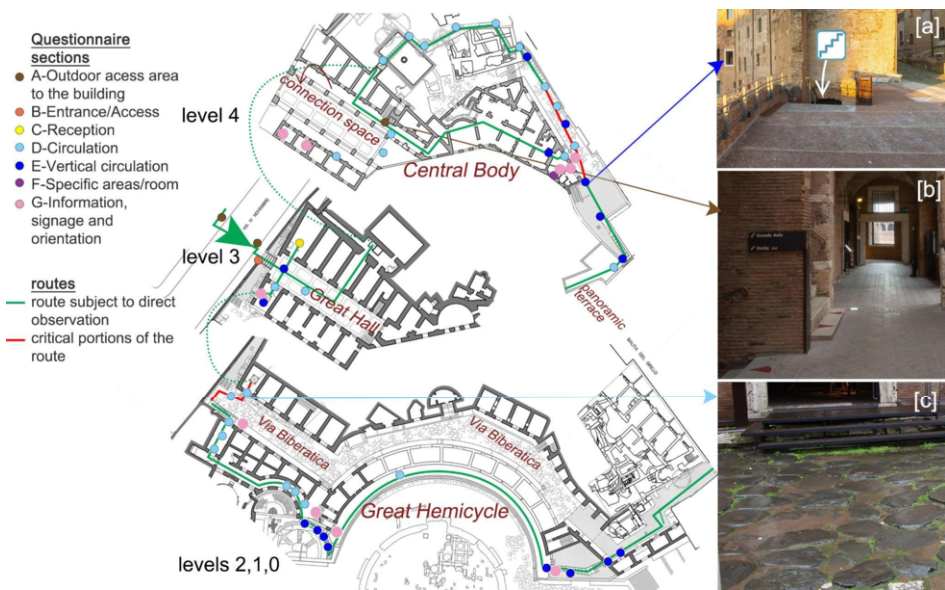 Questionnaire
sections
A-Outdoor acess area
to the building
B-Entrance/Access
C-Reception
D-Circulation
E-Vertical circulation
F-Specific areas/room
G-Information,
signage and
orientation
routes
route subject to direct
observation
critical portions of the
route
level 4
connection space
Central Body
panoramic
terrace
level 3
Great Hall
Via Biberatica
Via Biberatica
Great Hemicycle
levels 2,1,0
[a]
[b]
Grande Aula
[c]